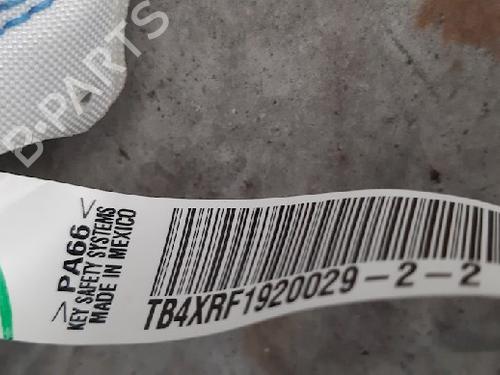 B-PARTS
> PA66 <
KEY SAFETY SYSTEMS
MADE IN MEXICO
TB4XRF1920029-2-2